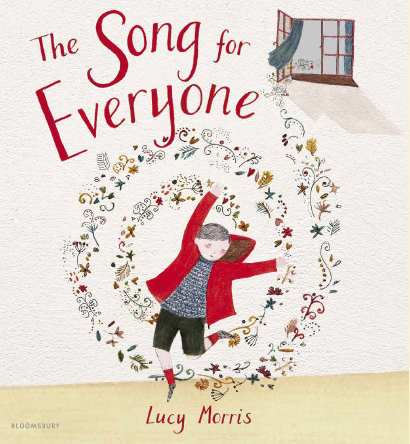 The Song for
Everyone
BLOOMSBURY
Lucy Morris